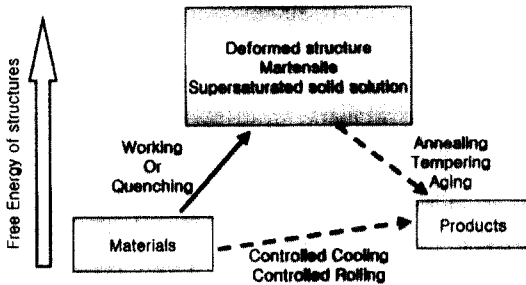 Free Energy of structures
Deformed structure
Martensite
Supersaturated solid solution
Working
Or
Quenching
Annealing
Tempering
Aging
Materials
Products
Controlled Cooling
Controlled Rolling